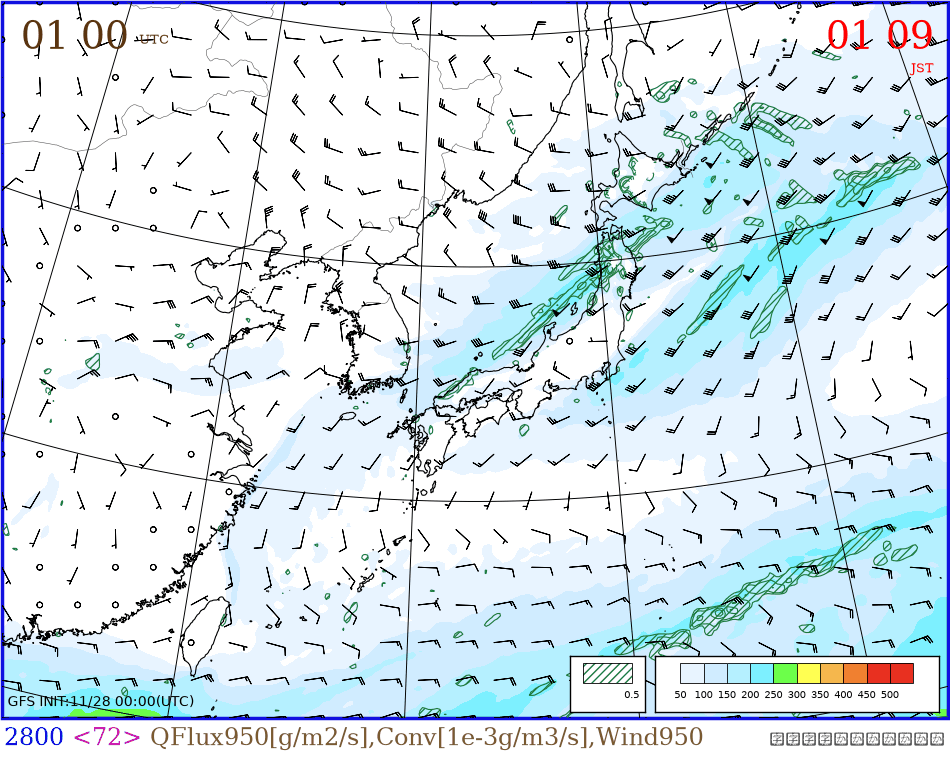 01 00 UTC
01 09
JST
0.5
50 100 150 200 250 300 350 400 450 500
GFS INIT:11/28 00:00(UTC)
2800 <72> QFlux950[g/m2/s],Conv[1e-3g/m3/s],Wind950